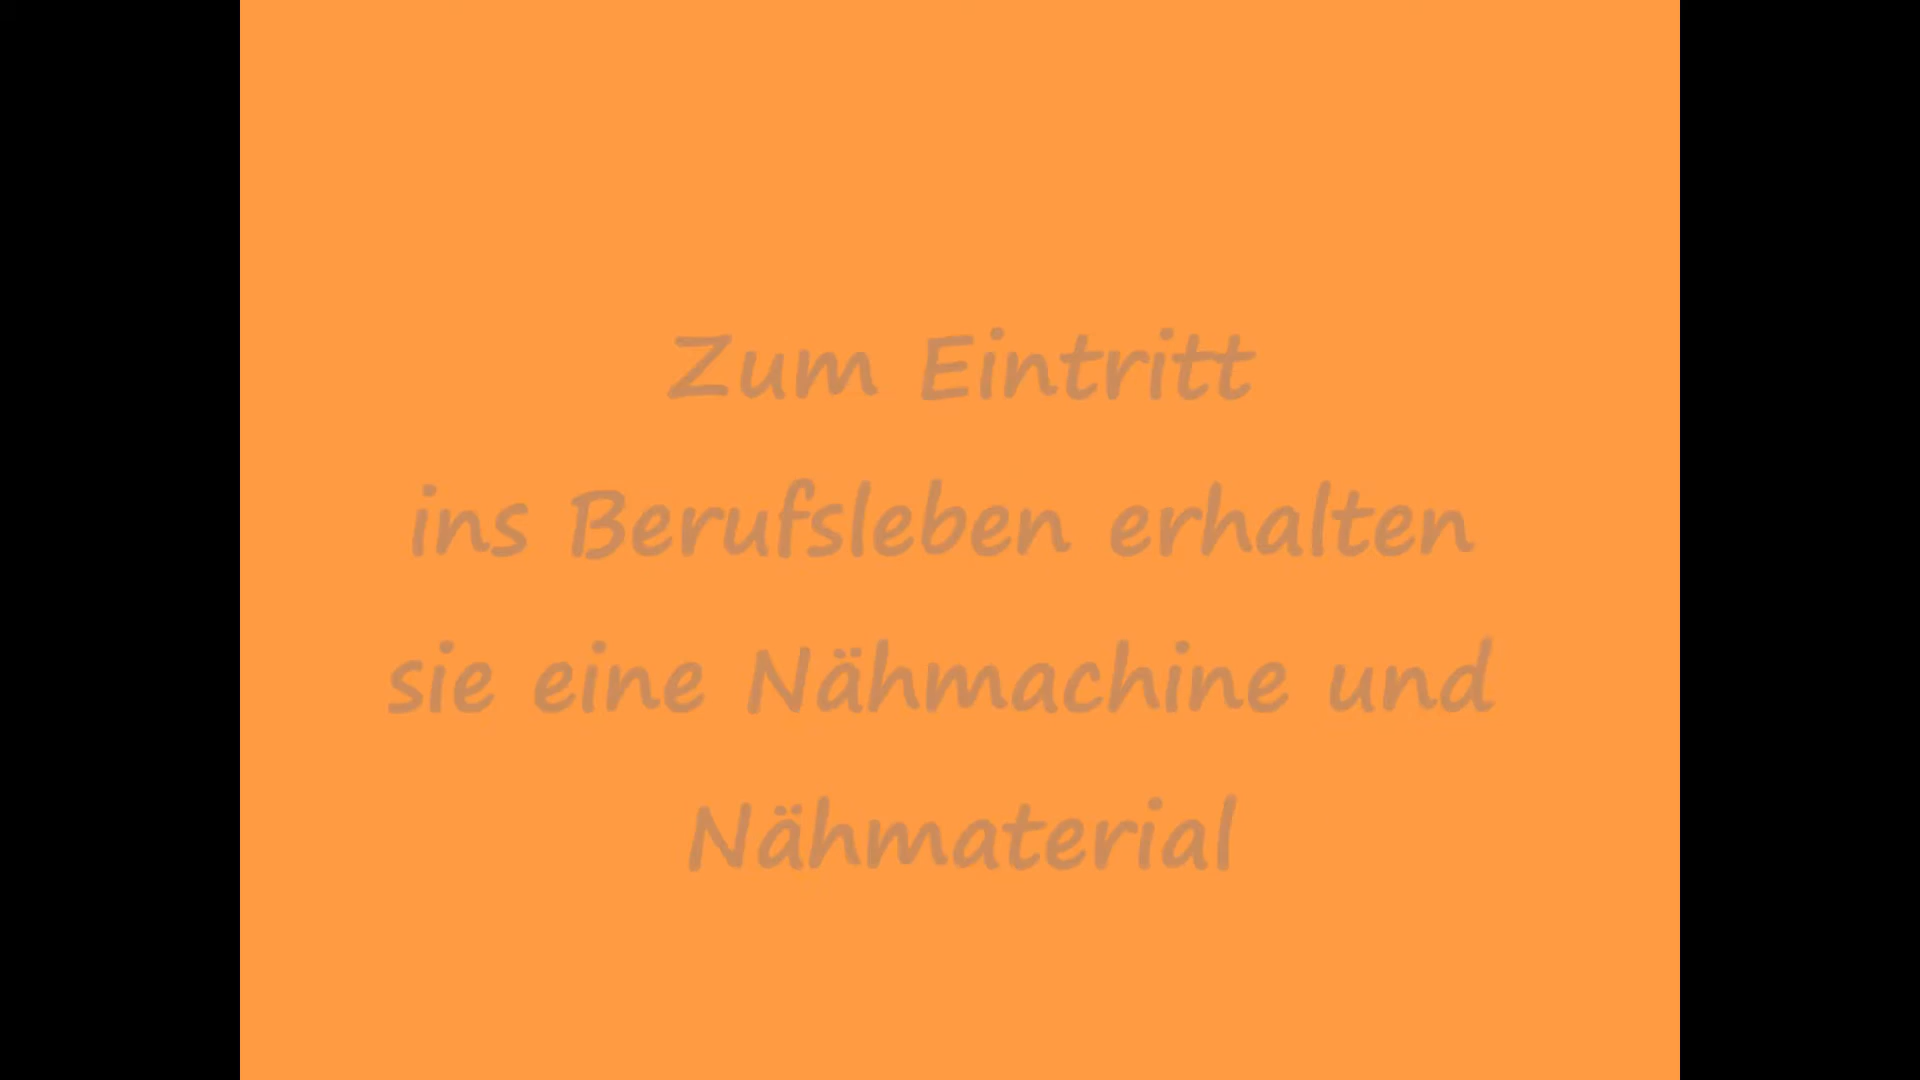 Zum Eintritt
ins Berufsleben erhalten
sie eine Nähmachine und
Nähmaterial